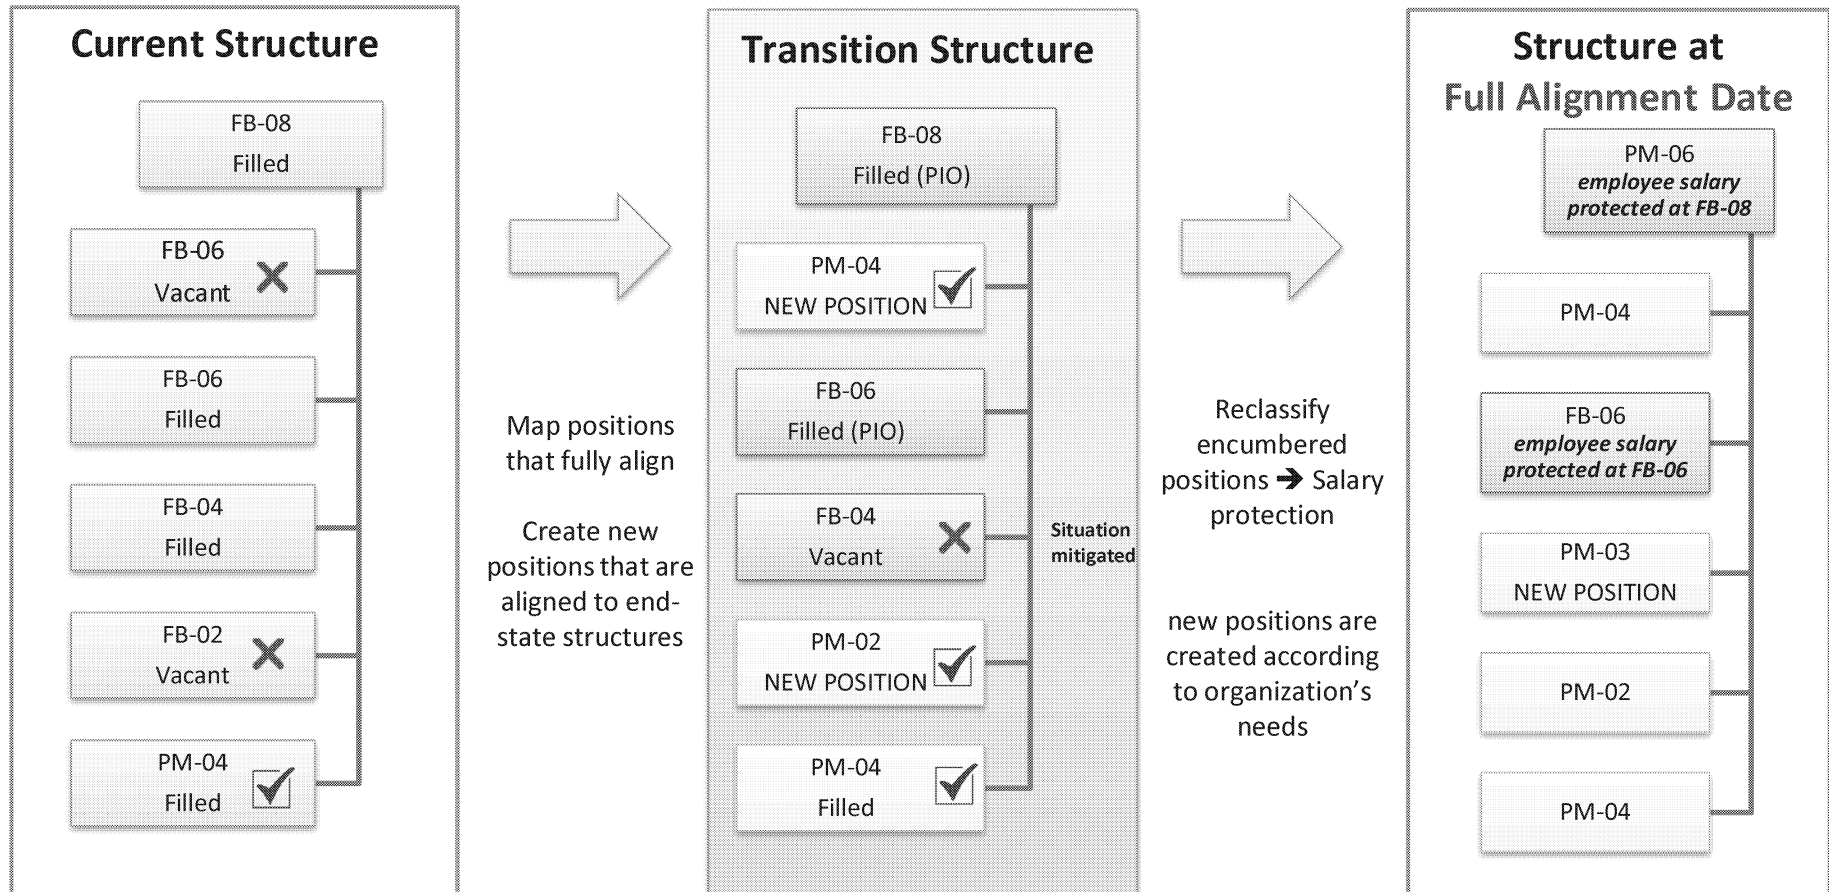 Current Structure
FB-08
Filled
FB-06
Vacant
FB-06
Filled
FB-04
Filled
FB-02
Vacant
PM-04
Filled
Map positions
that fully align
Create new
positions that are
aligned to end-
state structures
Transition Structure
FB-08
Filled (PIO)
PM-04
NEW POSITION
FB-06
Filled (PIO)
FB-04
Vacant
Situation
mitigated
PM-02
NEW POSITION
PM-04
Filled
Reclassify
encumbered
positions ➔ Salary
protection
new positions are
created according
to organization’s
needs
Structure at
Full Alignment Date
PM-06
employee salary
protected at FB-08
PM-04
FB-06
employee salary
protected at FB-06
PM-03
NEW POSITION
PM-02
PM-04